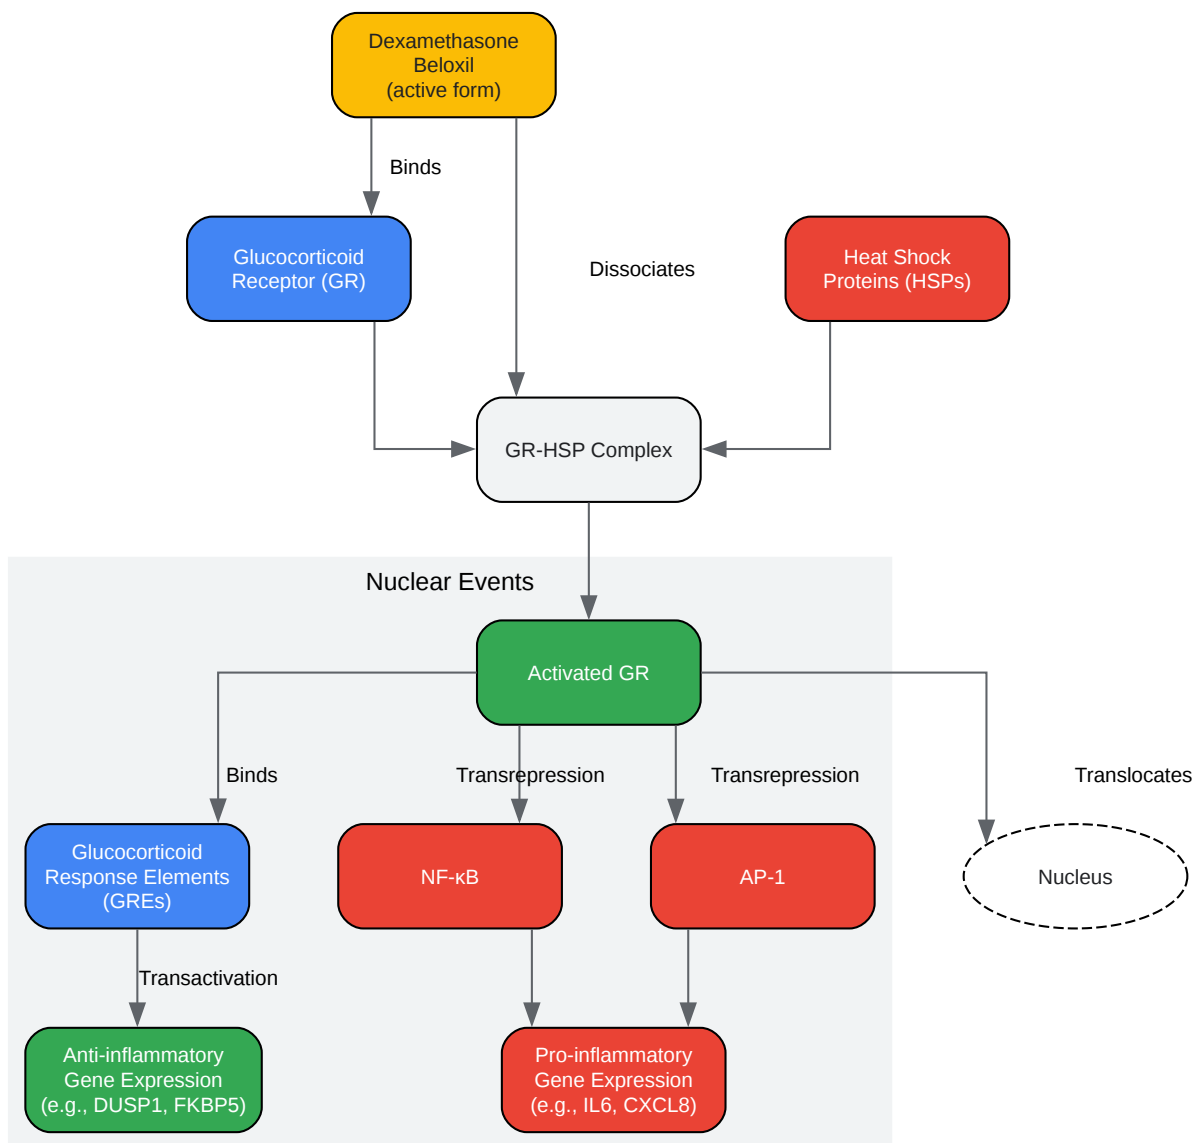 Dexamethasone
Beloxil
(active form)
Binds
Glucocorticoid
Receptor (GR)
Dissociates
Heat Shock
Proteins (HSPs)
GR-HSP Complex
Nuclear Events
Activated GR
Binds
Transrepression
Transrepression
Translocates
Glucocorticoid
Response Elements
(GREs)
NF-κB
AP-1
Nucleus
Transactivation
Anti-inflammatory
Gene Expression
(e.g., DUSP1, FKBP5)
Pro-inflammatory
Gene Expression
(e.g., IL6, CXCL8)